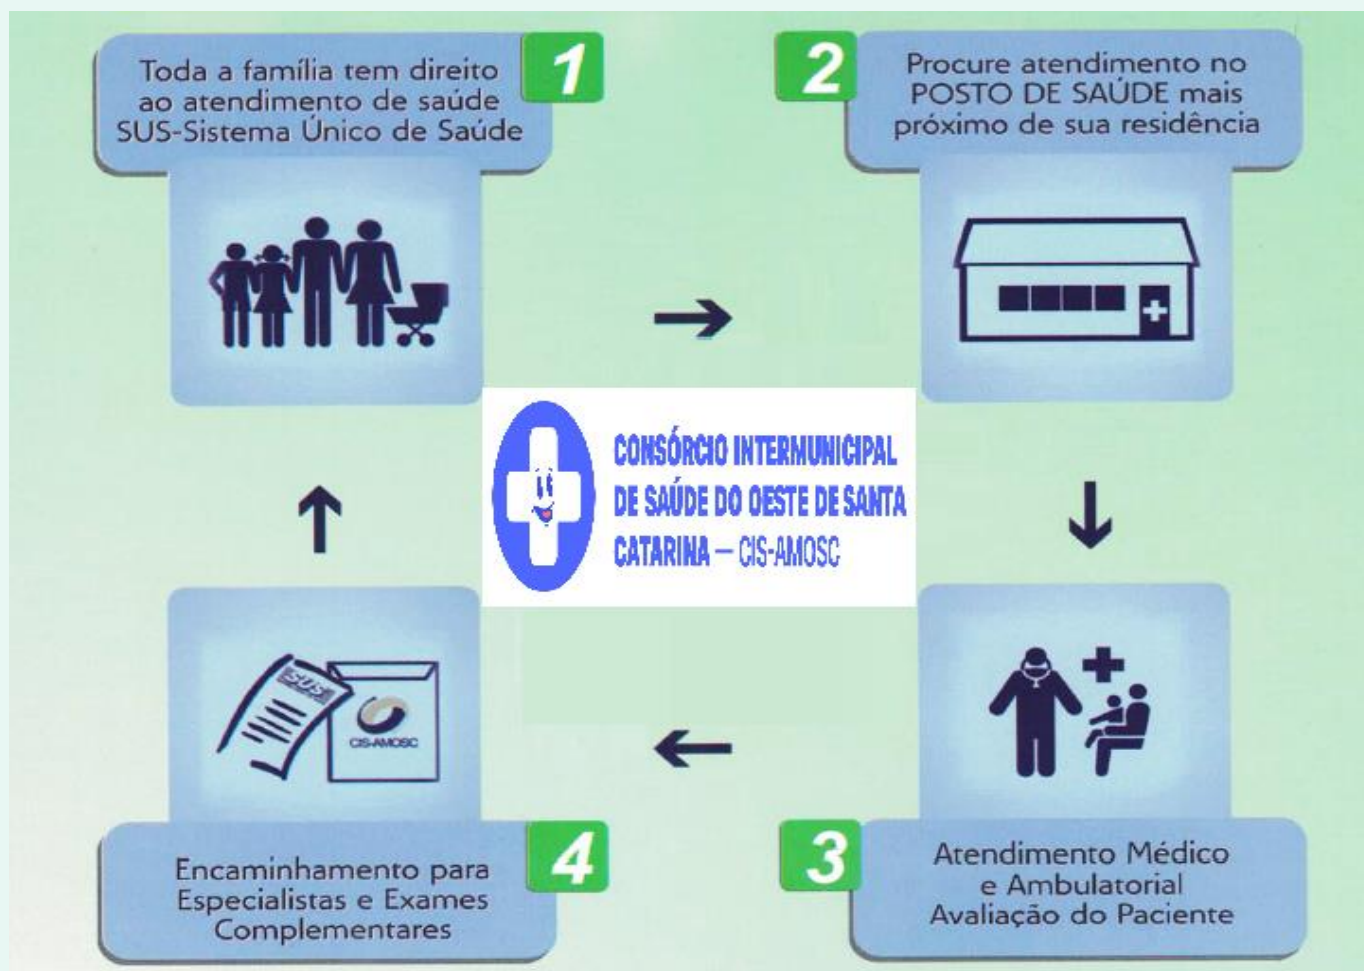 Toda a família tem direito
ao atendimento de saúde
SUS-Sistema Único de Saúde
1
2
Procure atendimento no
POSTO DE SAÚDE mais
próximo de sua residência
CONSÓRCIO INTERMUNICIPAL
DE SAÚDE DO OESTE DE SANTA
CATARINA — CIS-AMOSC
3
Atendimento Médico
e Ambulatorial
Avaliação do Paciente
4
SUS
CIS-AMOSC
Encaminhamento para
Especialistas e Exames
Complementares